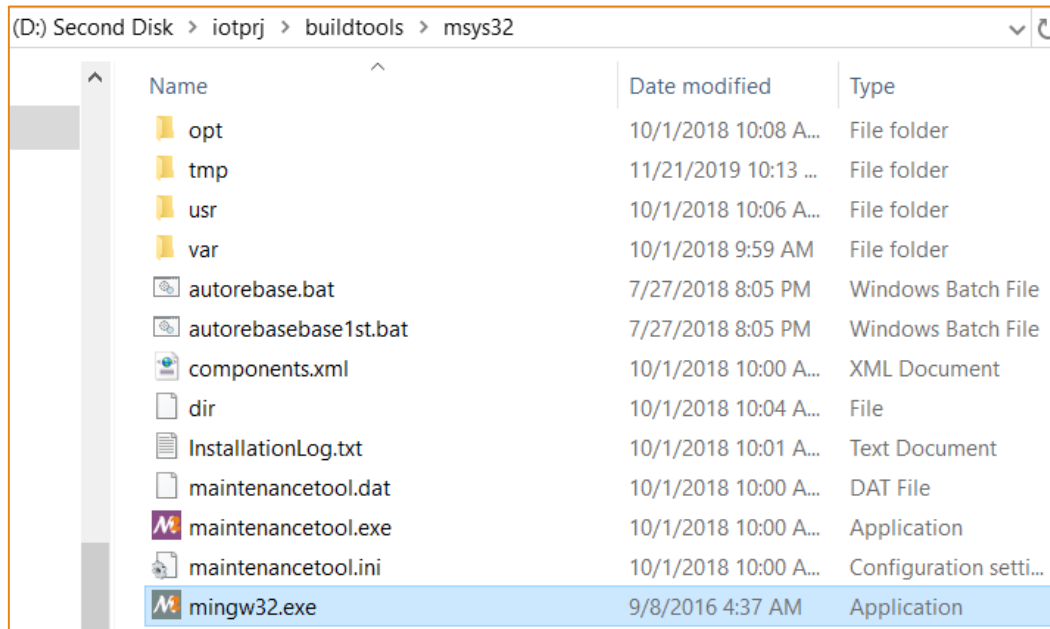 (D:) Second Disk > iotprj > buildtools > msys32
Name Date modified Type
opt 10/1/2018 10:08 A... File folder
tmp 11/21/2019 10:13 ... File folder
usr 10/1/2018 10:06 A... File folder
var 10/1/2018 9:59 AM File folder
autorebase.bat 7/27/2018 8:05 PM Windows Batch File
autorebasebase1st.bat 7/27/2018 8:05 PM Windows Batch File
components.xml 10/1/2018 10:00 A... XML Document
dir 10/1/2018 10:04 A... File
InstallationLog.txt 10/1/2018 10:01 A... Text Document
maintenancetool.dat 10/1/2018 10:00 A... DAT File
maintenancetool.exe 10/1/2018 10:00 A... Application
maintenancetool.ini 10/1/2018 10:00 A... Configuration setti...
mingw32.exe 9/8/2016 4:37 AM Application